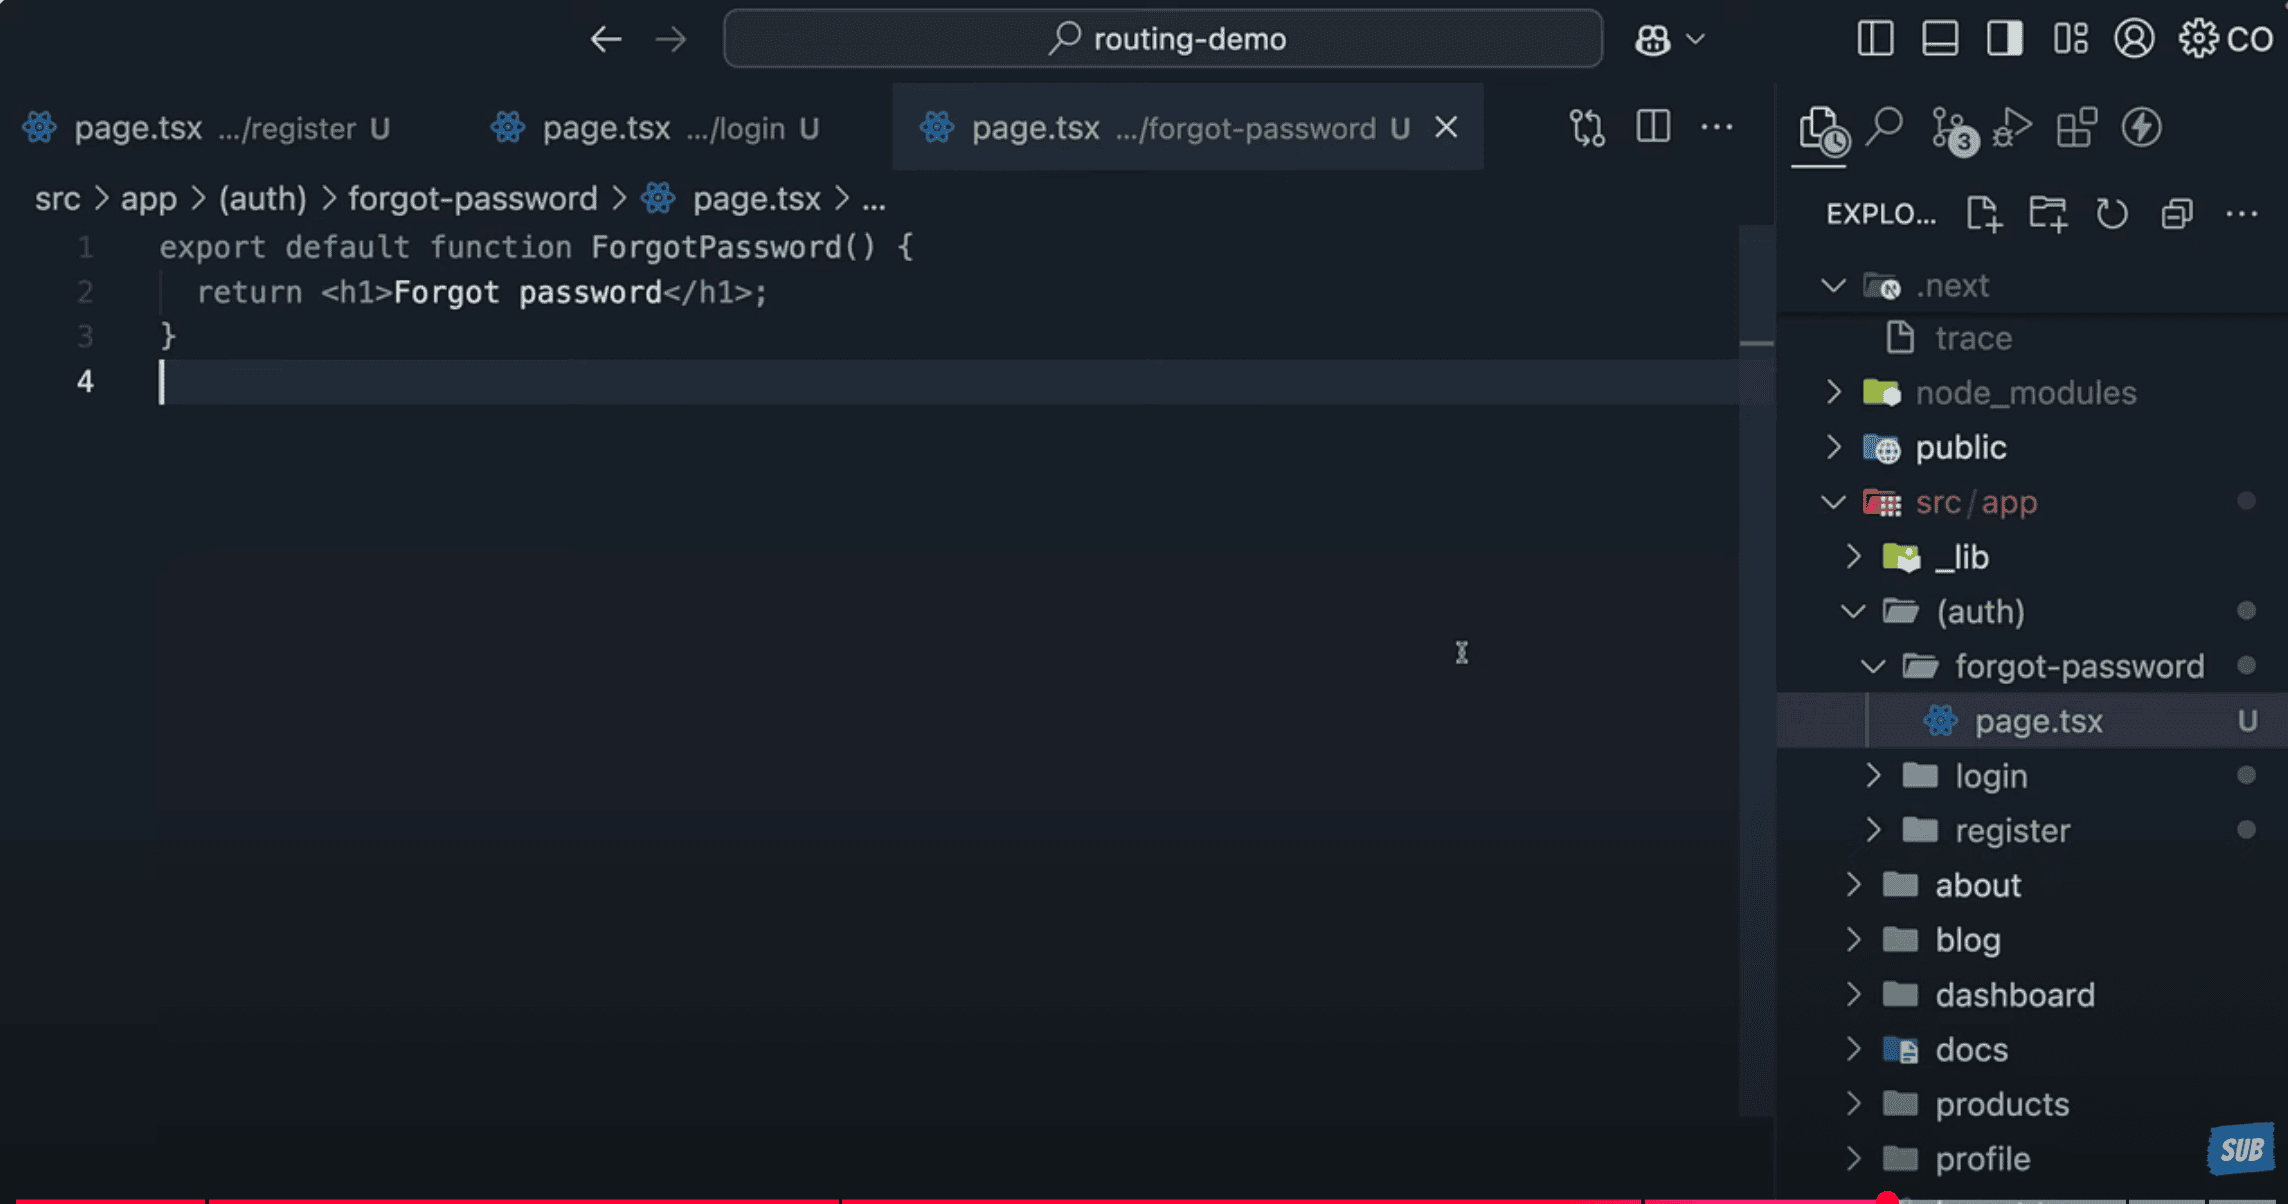 routing-demo
CO
page.tsx .../register U
page.tsx .../login U
page.tsx .../forgot-password U
3
src > app > (auth) > forgot-password > page.tsx > ...
1 export default function ForgotPassword() {
2 return <h1>Forgot password</h1>;
3 }
4
EXPLO...
.next
trace
node_modules
public
src/app
_lib
(auth)
forgot-password
page.tsx U
login
register
about
blog
dashboard
docs
products
profile
SUB